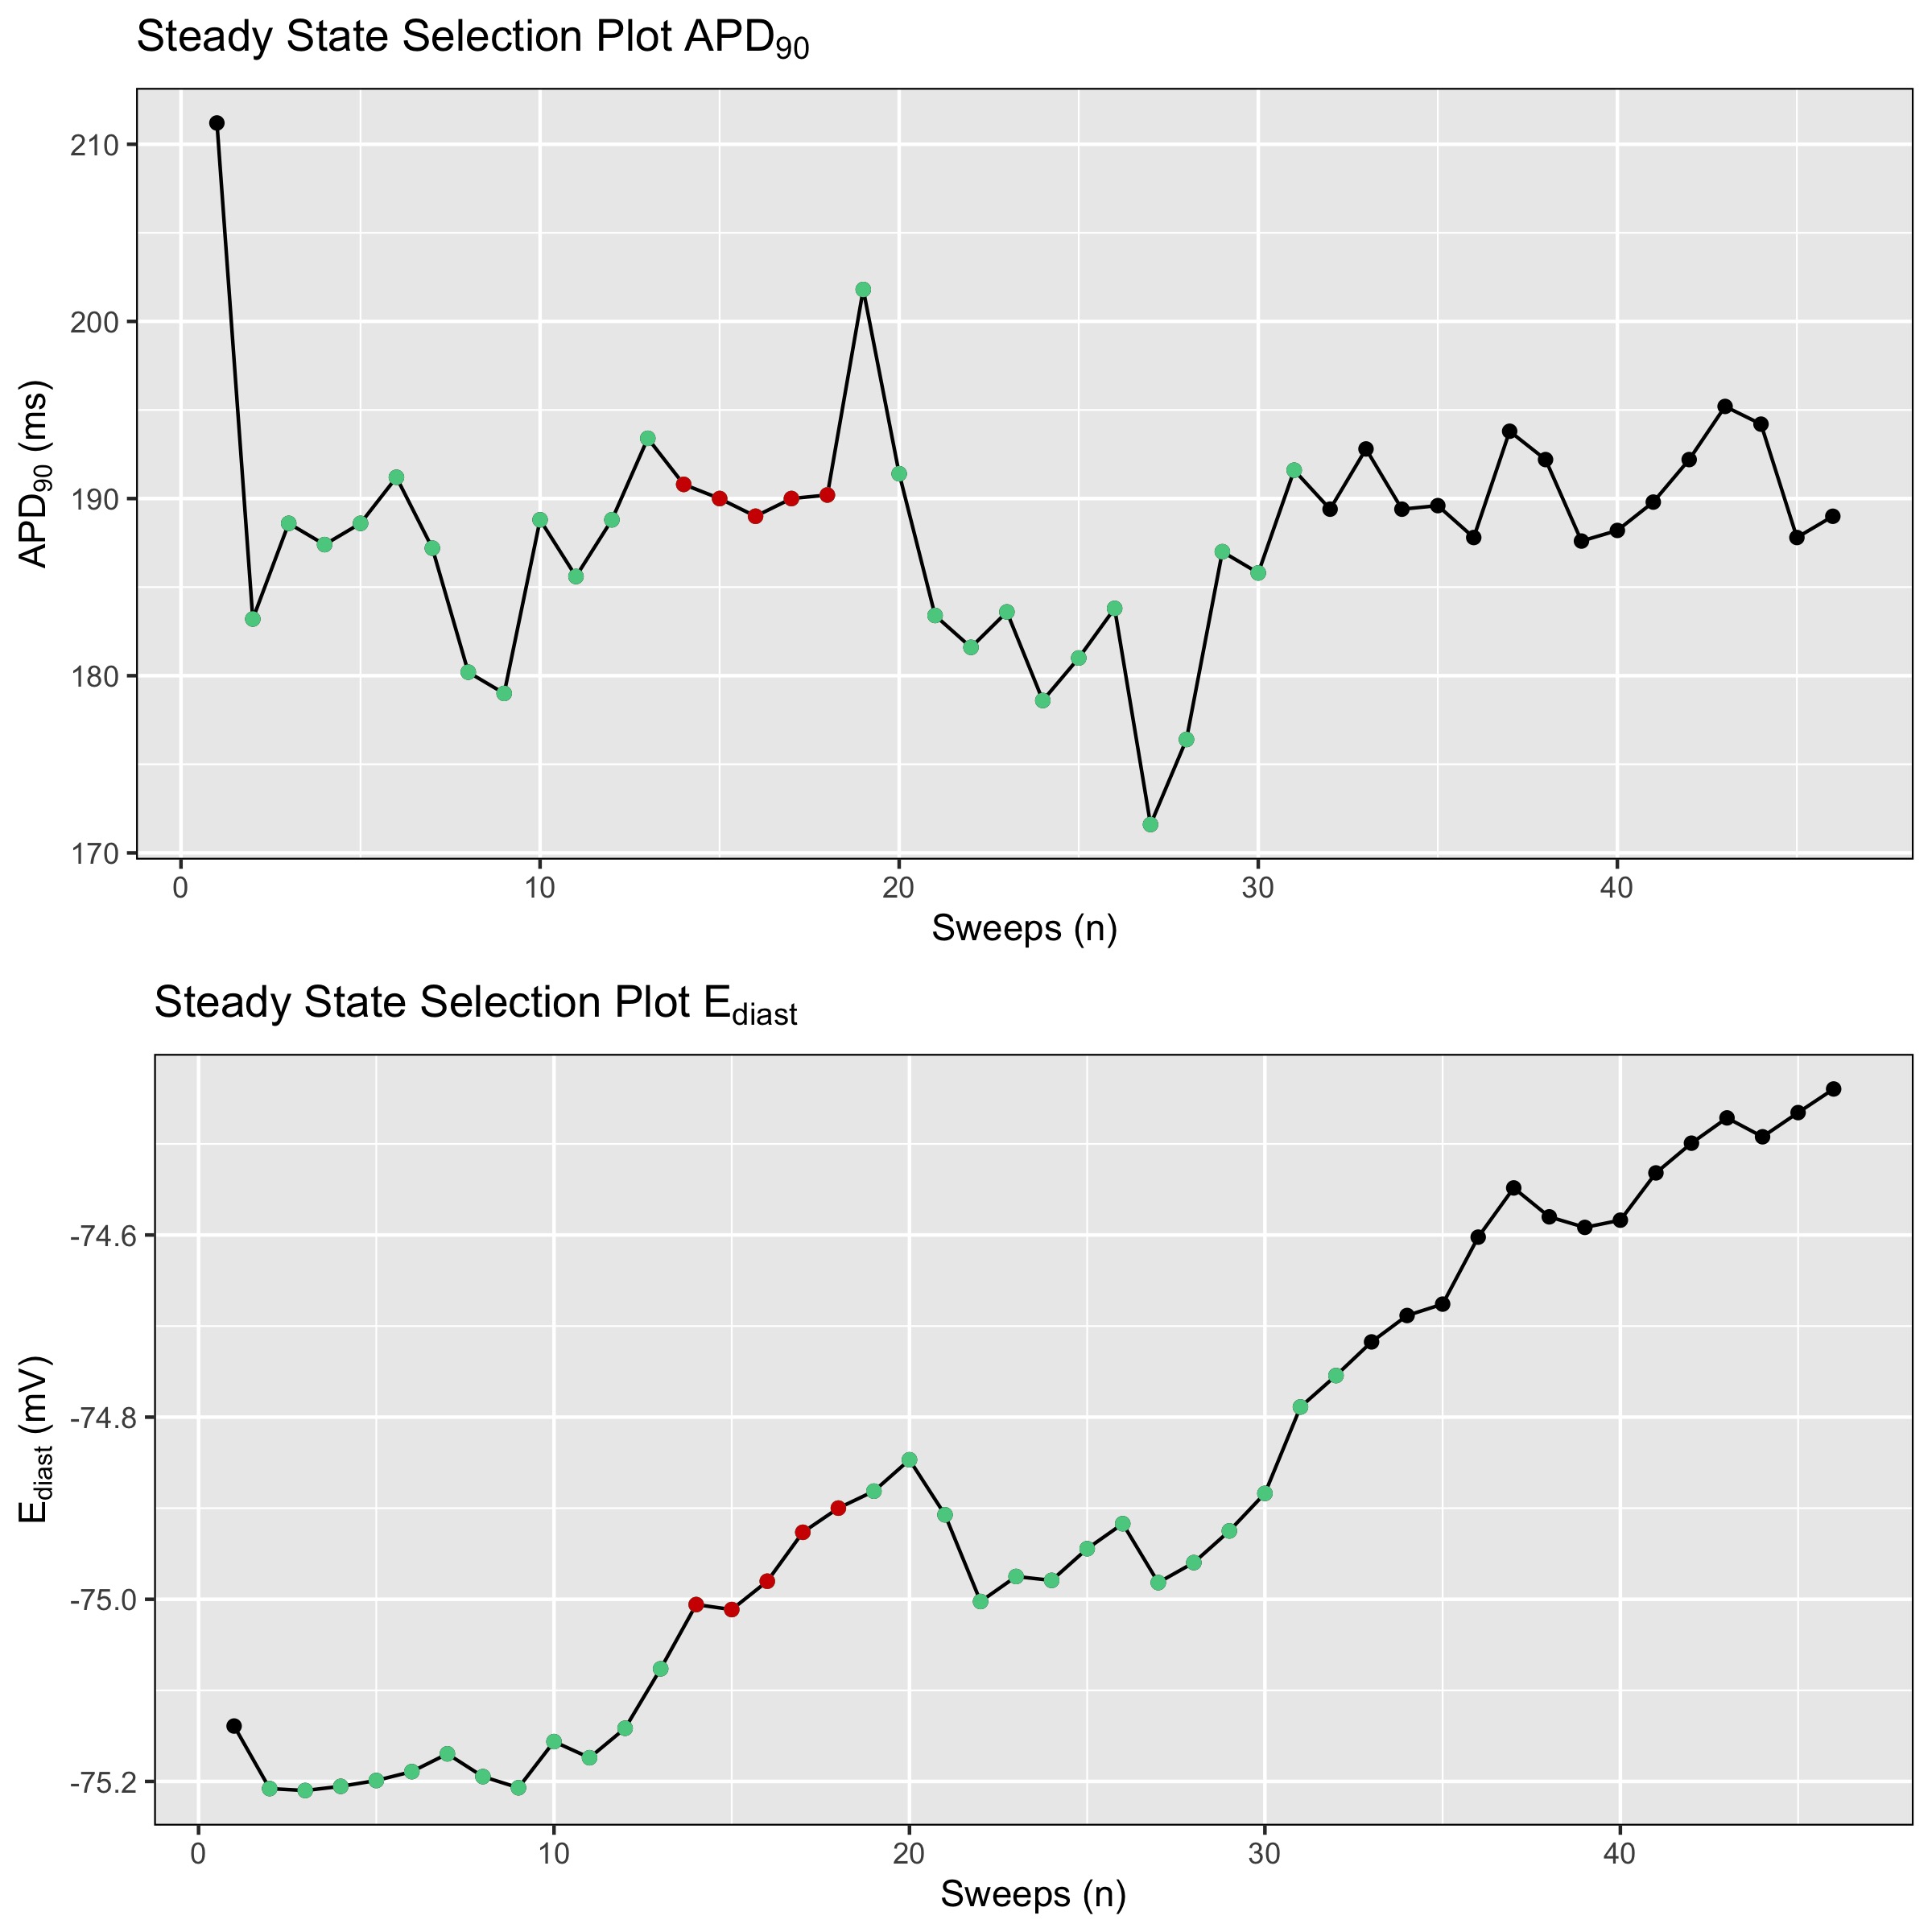 Steady State Selection Plot APD90
APD90 (ms)
210
200
190
180
170
0 10 20 30 40
Sweeps (n)
Steady State Selection Plot Ediast
Ediast (mV)
-74.6
-74.8
-75.0
-75.2
0 10 20 30 40
Sweeps (n)